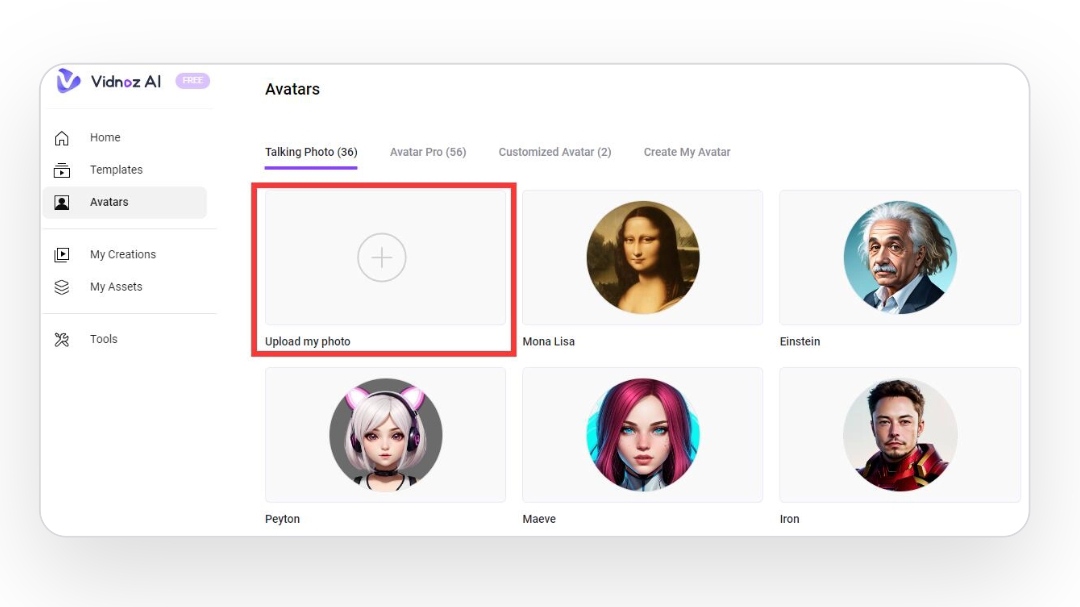 Vidnoz AI FREE
Home
Templates
Avatars
My Creations
My Assets
Tools
Avatars
Talking Photo (36) Avatar Pro (56) Customized Avatar (2) Create My Avatar
Upload my photo Mona Lisa Einstein
Peyton Maeve Iron